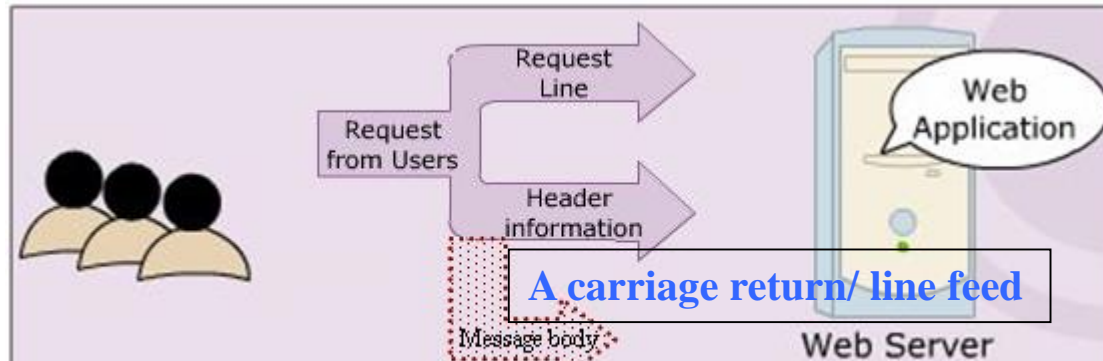 Request
Line
Request
from Users
Web
Application
Header
information
A carriage return/ line feed
Message body
Web Server